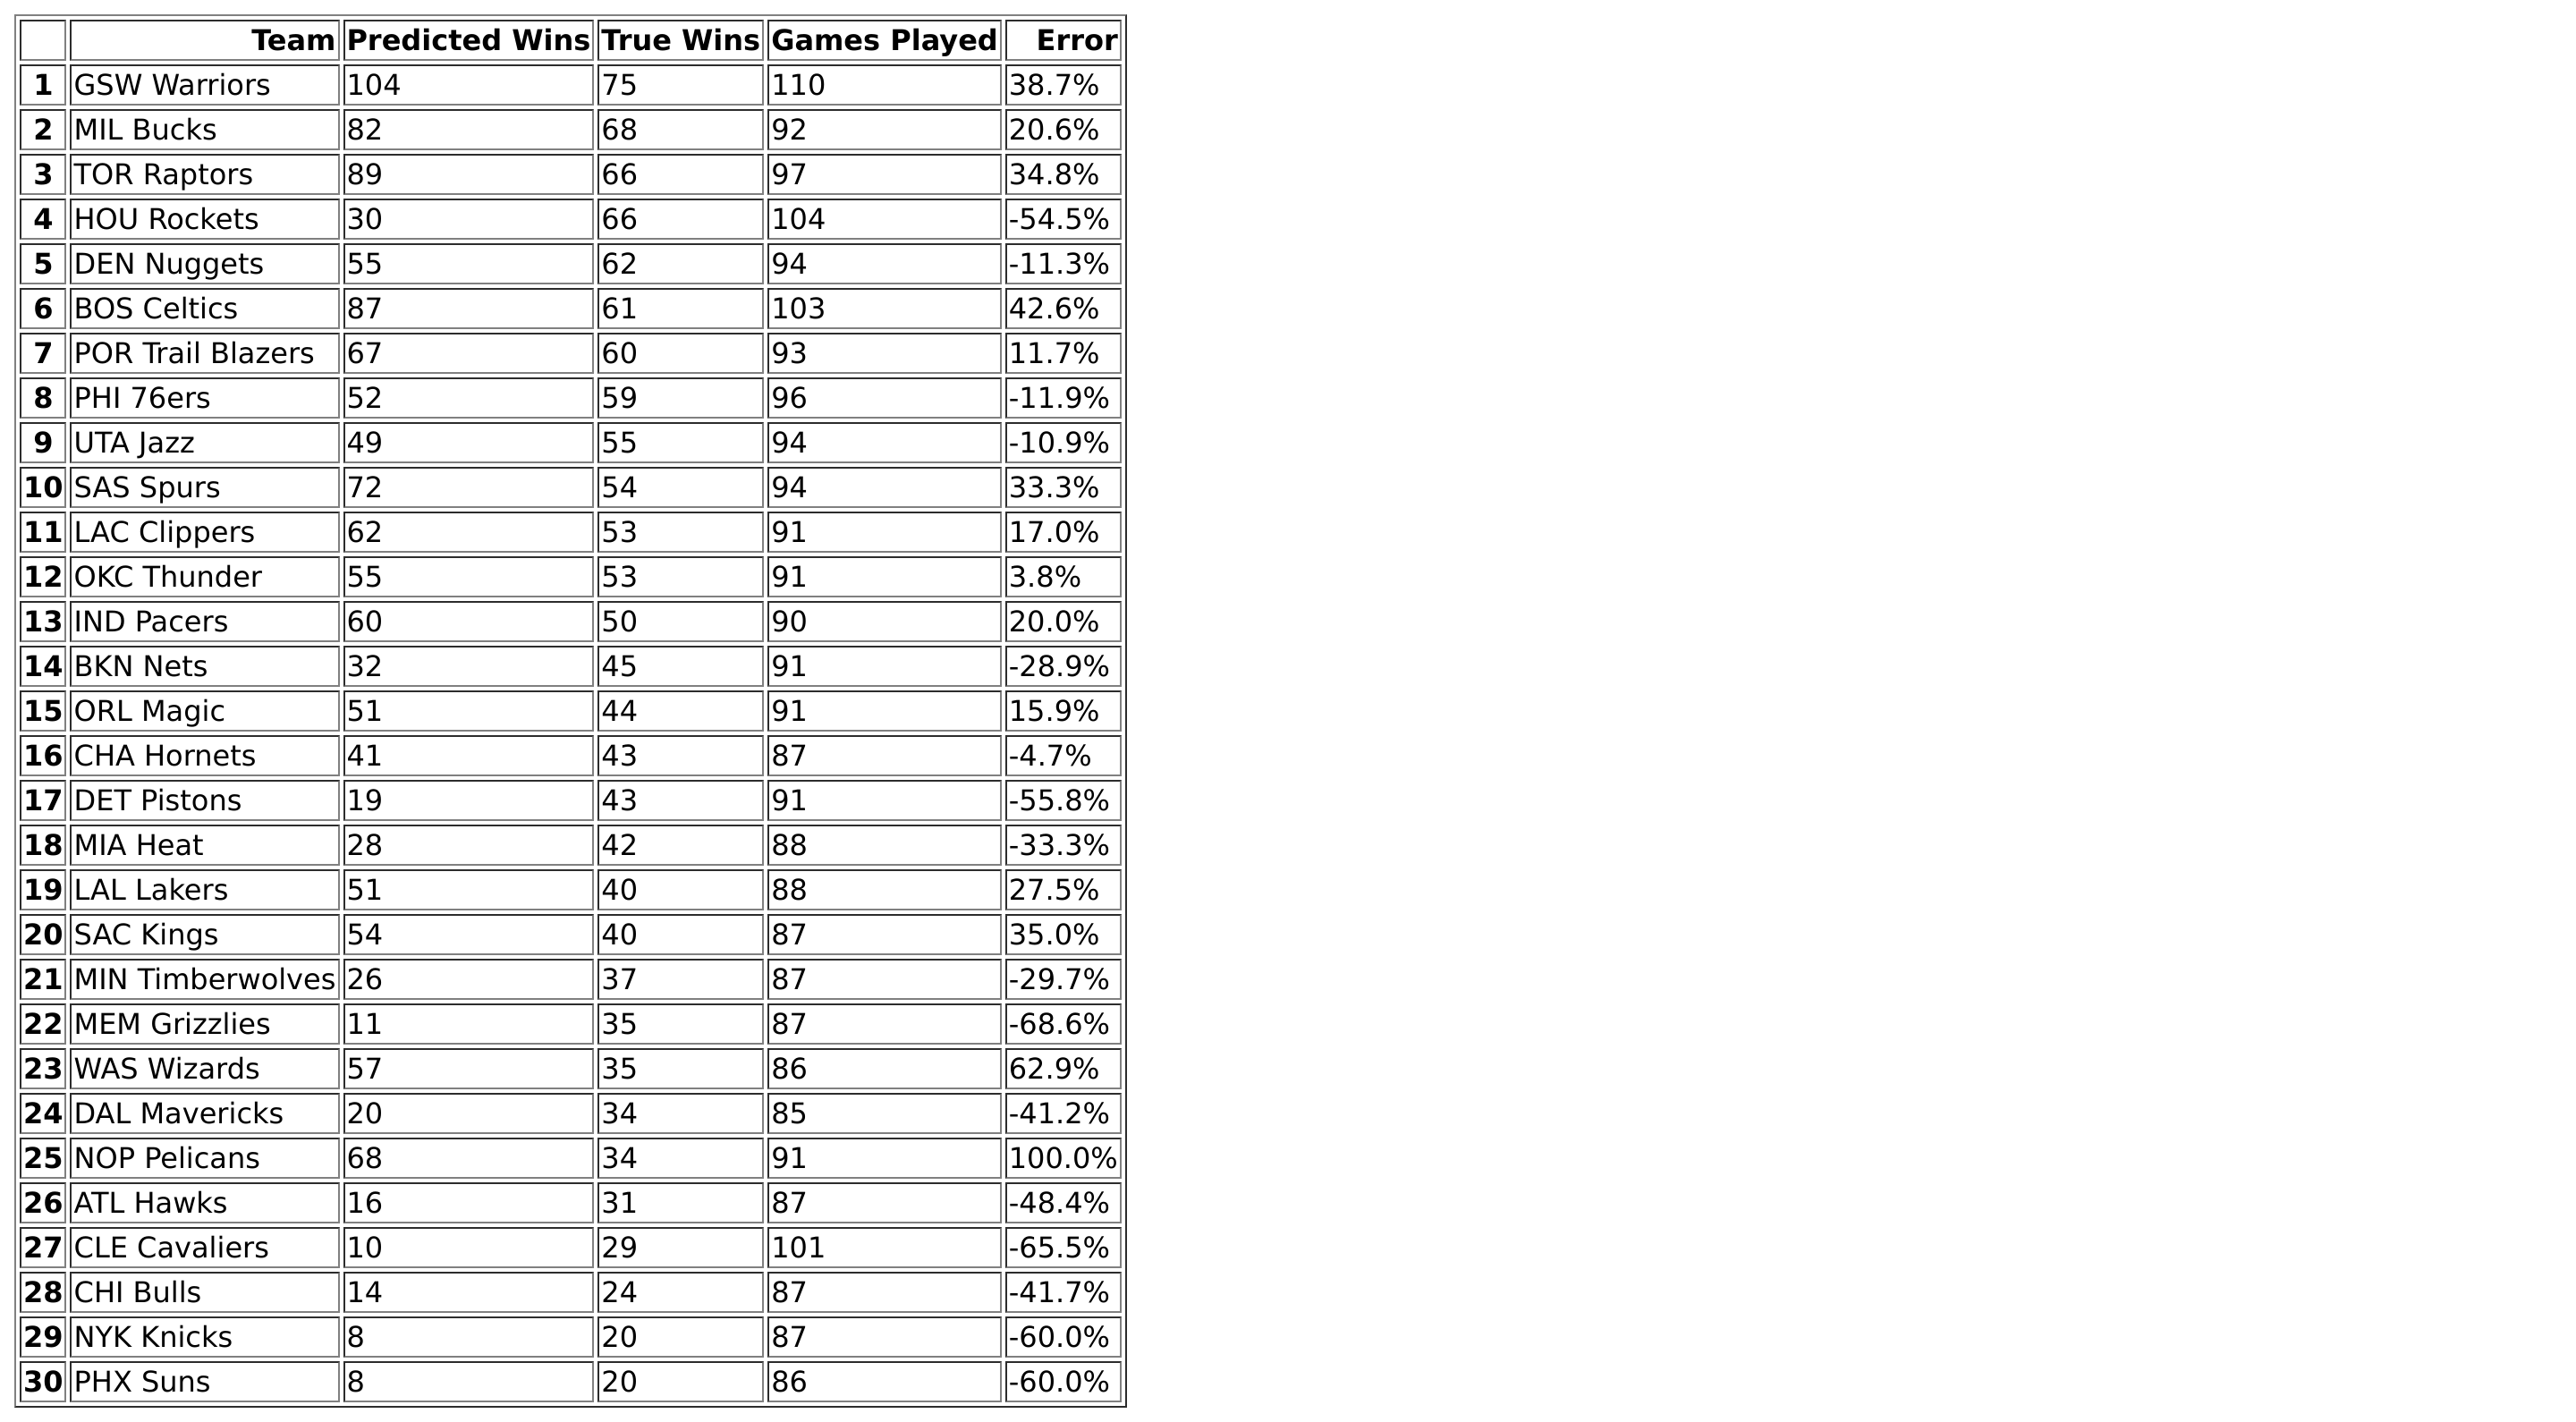 Team Predicted Wins True Wins Games Played Error
1 GSW Warriors 104 75 110 38.7%
2 MIL Bucks 82 68 92 20.6%
3 TOR Raptors 89 66 97 34.8%
4 HOU Rockets 30 66 104 -54.5%
5 DEN Nuggets 55 62 94 -11.3%
6 BOS Celtics 87 61 103 42.6%
7 POR Trail Blazers 67 60 93 11.7%
8 PHI 76ers 52 59 96 -11.9%
9 UTA Jazz 49 55 94 -10.9%
10 SAS Spurs 72 54 94 33.3%
11 LAC Clippers 62 53 91 17.0%
12 OKC Thunder 55 53 91 3.8%
13 IND Pacers 60 50 90 20.0%
14 BKN Nets 32 45 91 -28.9%
15 ORL Magic 51 44 91 15.9%
16 CHA Hornets 41 43 87 -4.7%
17 DET Pistons 19 43 91 -55.8%
18 MIA Heat 28 42 88 -33.3%
19 LAL Lakers 51 40 88 27.5%
20 SAC Kings 54 40 87 35.0%
21 MIN Timberwolves 26 37 87 -29.7%
22 MEM Grizzlies 11 35 87 -68.6%
23 WAS Wizards 57 35 86 62.9%
24 DAL Mavericks 20 34 85 -41.2%
25 NOP Pelicans 68 34 91 100.0%
26 ATL Hawks 16 31 87 -48.4%
27 CLE Cavaliers 10 29 101 -65.5%
28 CHI Bulls 14 24 87 -41.7%
29 NYK Knicks 8 20 87 -60.0%
30 PHX Suns 8 20 86 -60.0%